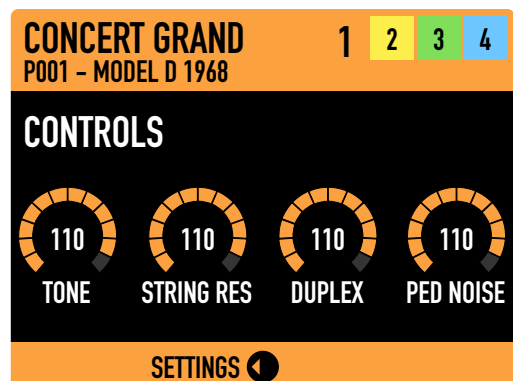 CONCERT GRAND
1 2 3 4
P001 - MODEL D 1968
CONTROLS
110 110 110 110
TONE STRING RES DUPLEX PED NOISE
SETTINGS